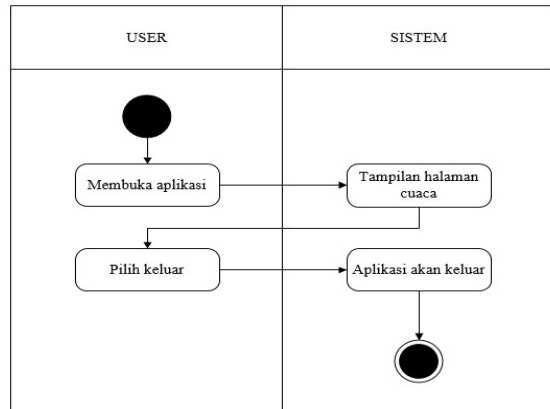 USER
SISTEM
Membuka aplikasi
Tampilan halaman
cuaca
Pilih keluar
Aplikasi akan keluar